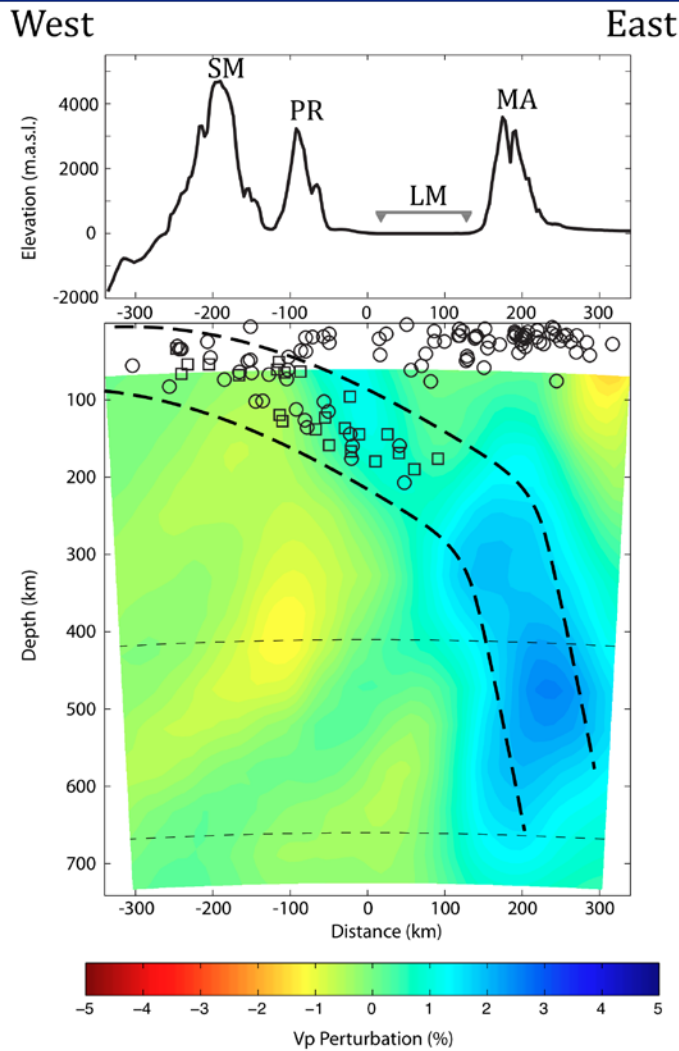 West East
SM
PR
MA
LM
Elevation (m.a.s.l.)
4000
2000
0
-2000
-300 -200 -100 0 100 200 300
Depth (km)
100
200
300
400
500
600
700
-300 -200 -100 0 100 200 300
Distance (km)
−5 −4 −3 −2 −1 0 1 2 3 4 5
Vp Perturbation (%)